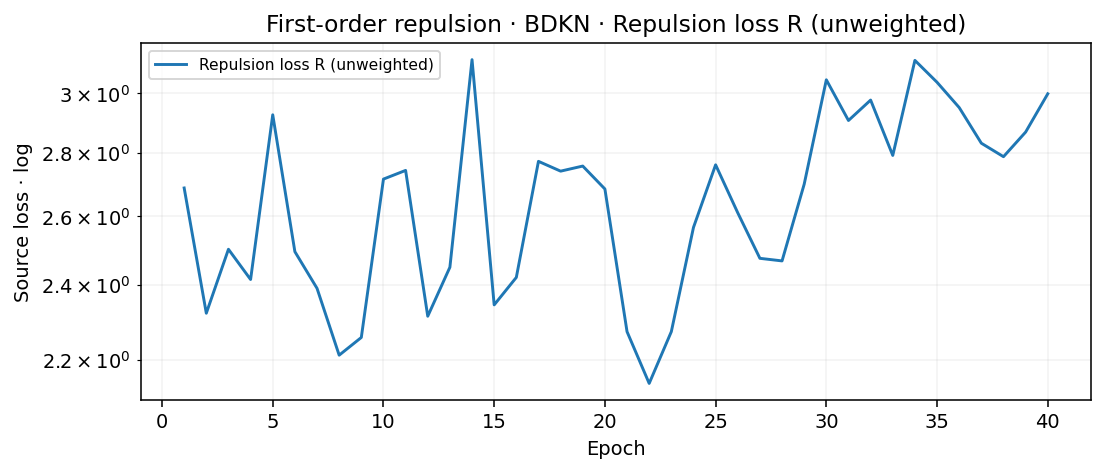 First-order repulsion · BDKN · Repulsion loss R (unweighted)
Repulsion loss R (unweighted)
Source loss · log
3 × 10⁰
2.8 × 10⁰
2.6 × 10⁰
2.4 × 10⁰
2.2 × 10⁰
0 5 10 15 20 25 30 35 40
Epoch